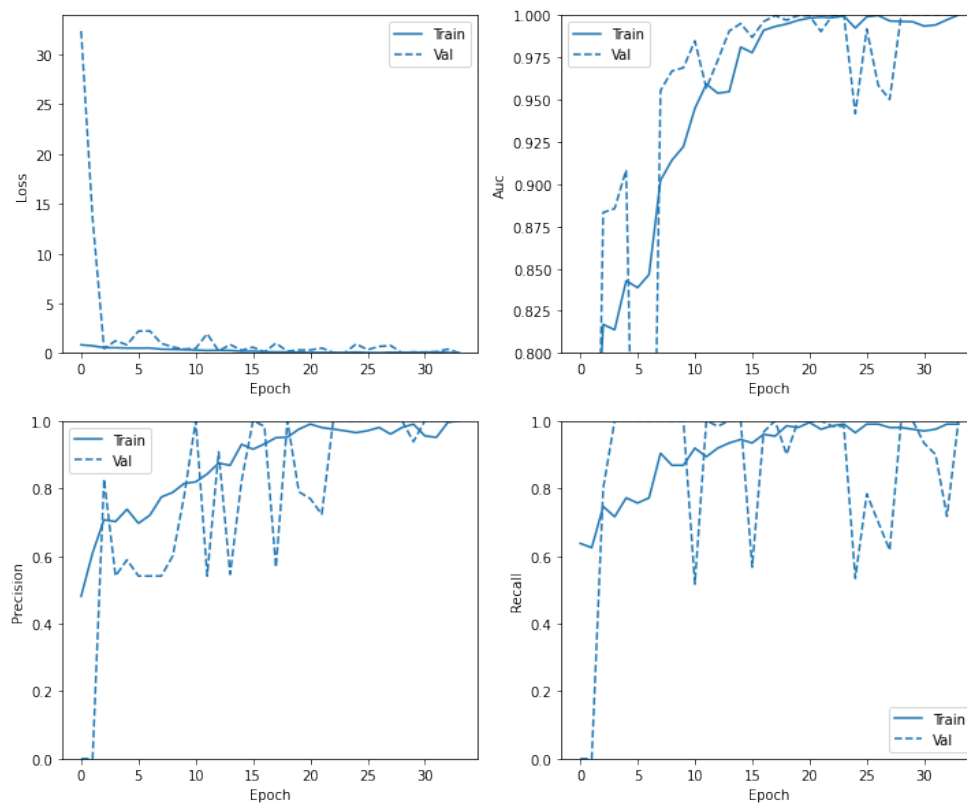 30
25
20
15
10
5
0
Loss
Train
Val
0 5 10 15 20 25 30
Epoch
1.000
0.975
0.950
0.925
0.900
0.875
0.850
0.825
0.800
Auc
Train
Val
0 5 10 15 20 25 30
Epoch
1.0
0.8
0.6
0.4
0.2
0.0
Precision
Train
Val
0 5 10 15 20 25 30
Epoch
1.0
0.8
0.6
0.4
0.2
0.0
Recall
Train
Val
0 5 10 15 20 25 30
Epoch